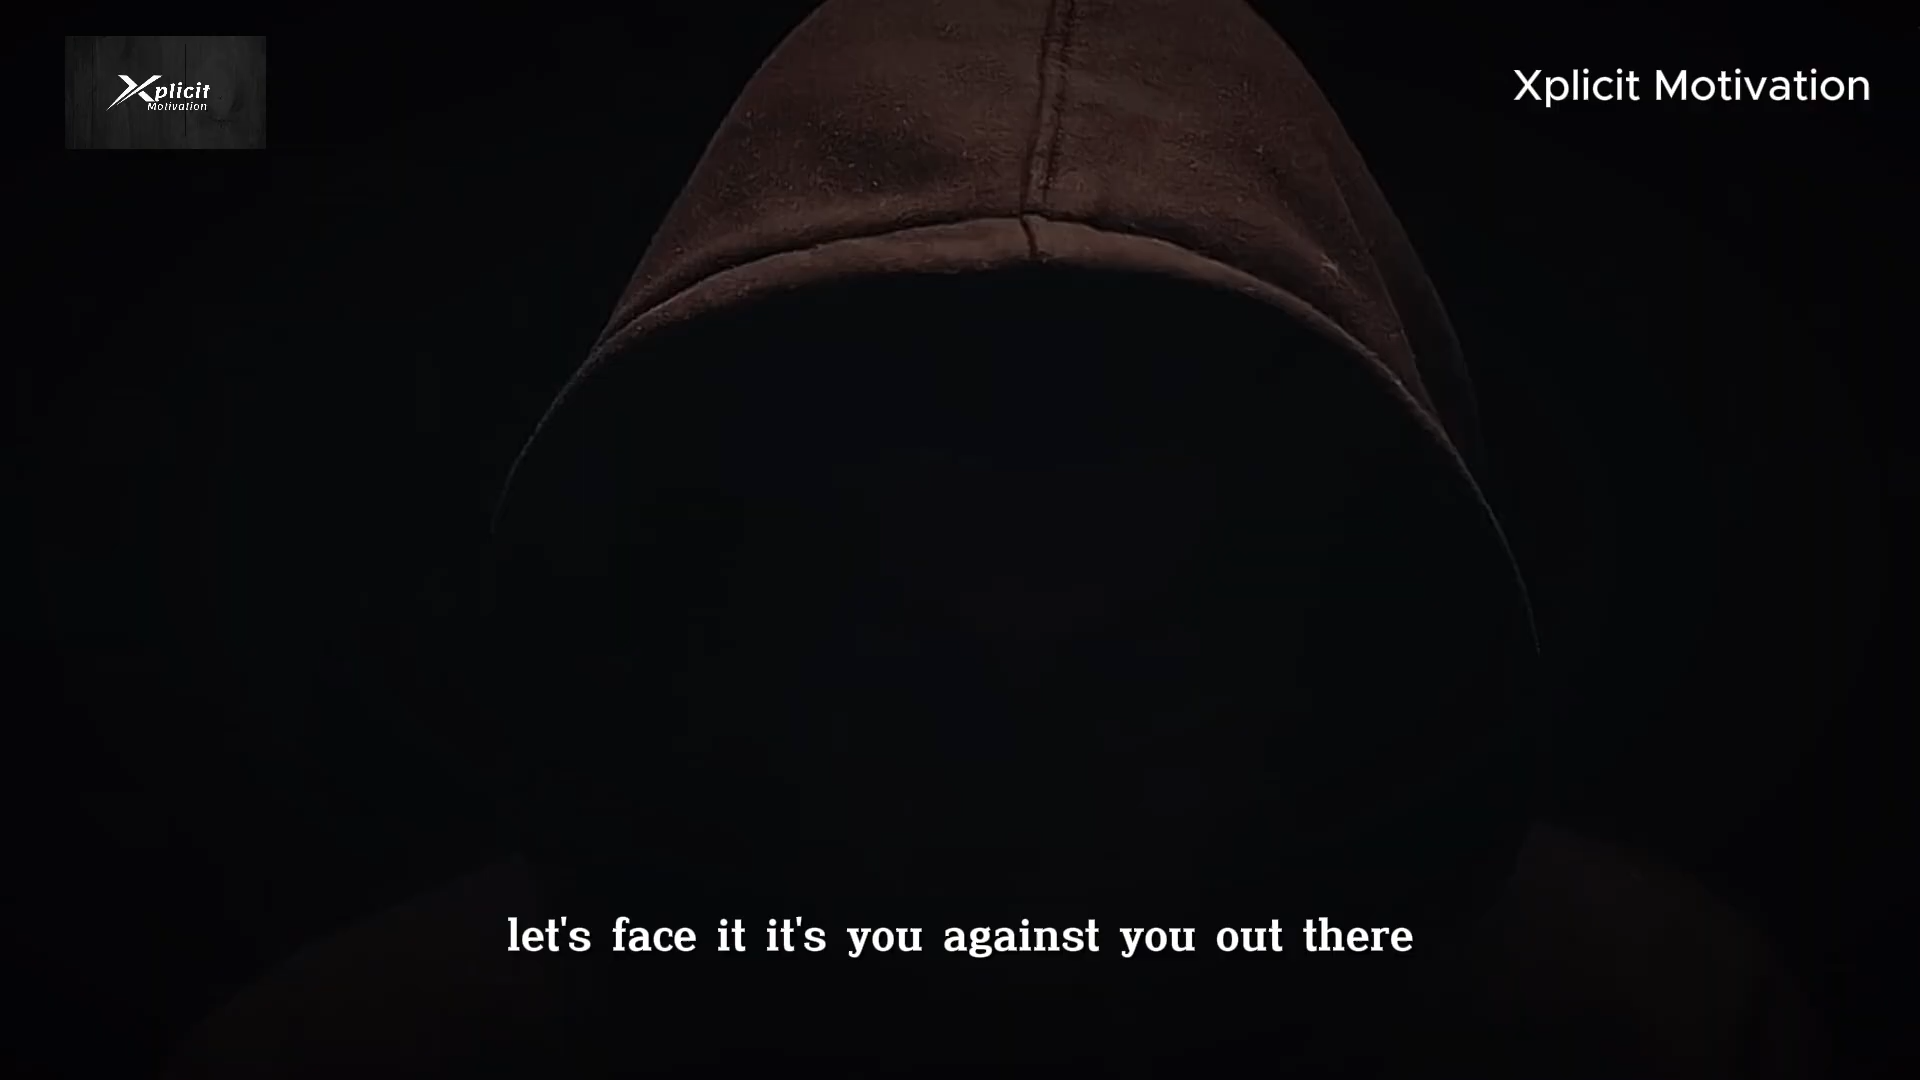 Xplicit
Motivation
Xplicit Motivation
let's face it it's you against you out there